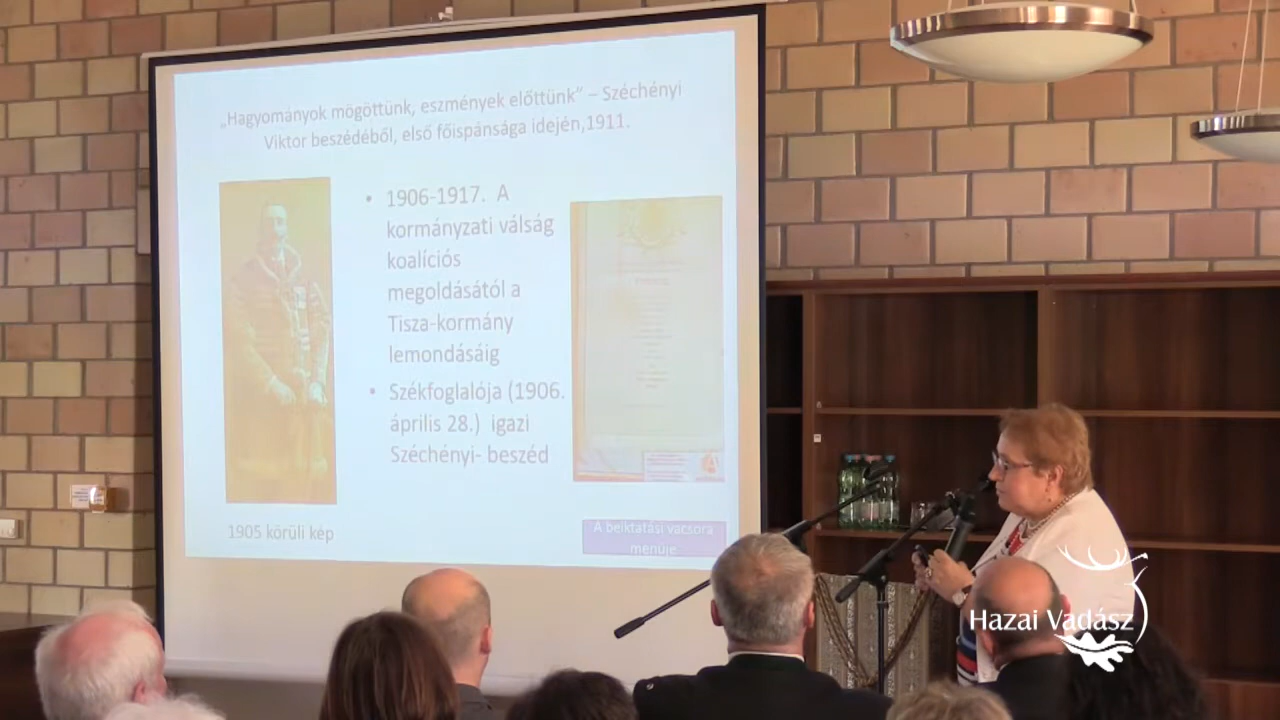 „Hagyományok mögöttünk, eszmények előttünk” – Széchényi
Viktor beszédéből, első főispánsága idején,1911.
• 1906-1917. A
kormányzati válság
koalíciós
megoldásától a
Tisza-kormány
lemondásáig
• Székfoglalója (1906.
április 28.) igazi
Széchényi- beszéd
1905 körüli kép
A beiktatási vacsora
menüje
Hazai Vadász